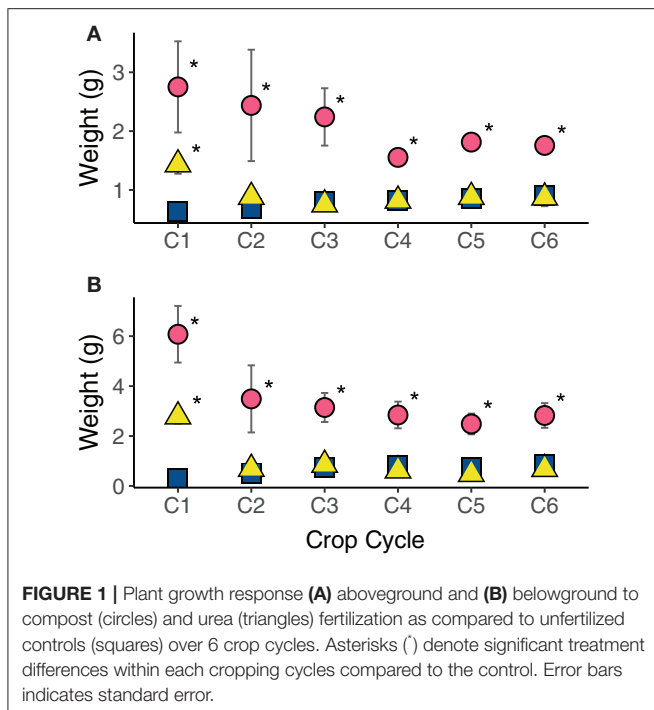 A
Weight (g)
3
2
1
* * * * * *
*
C1 C2 C3 C4 C5 C6
B
Weight (g)
6
4
2
0
* * * * * *
*
C1 C2 C3 C4 C5 C6
Crop Cycle
FIGURE 1 | Plant growth response (A) aboveground and (B) belowground to
compost (circles) and urea (triangles) fertilization as compared to unfertilized
controls (squares) over 6 crop cycles. Asterisks (*) denote significant treatment
differences within each cropping cycles compared to the control. Error bars
indicates standard error.